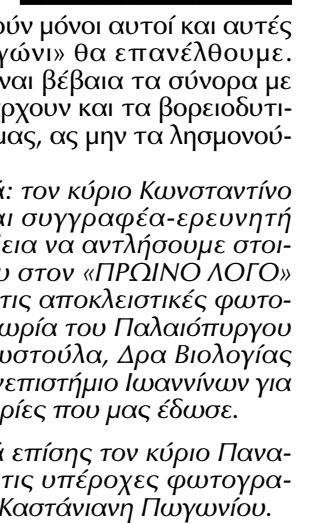 ούν μόνοι αυτοί και αυτές
γώνι» θα επανέλθουμε.
ναι βέβαια τα σύνορα με
ρχουν και τα βορειοδυτι-
μας, ας μην τα λησμονού-
ά: τον κύριο Κωνσταντίνο
αι συγγραφέα-ερευνητή
δεια να αντλήσουμε στοι-
υ στον «ΠΡΩΙΝΟ ΛΟΓΟ»
τις αποκλειστικές φωτο-
χωρία του Παλαιόπυργου
υστούλα, Δρα Βιολογίας
νεπιστήμιο Ιωαννίνων για
ρίες που μας έδωσε.
ά επίσης τον κύριο Πανα-
τις υπέροχες φωτογρα-
Καστάνιανη Πωγωνίου.